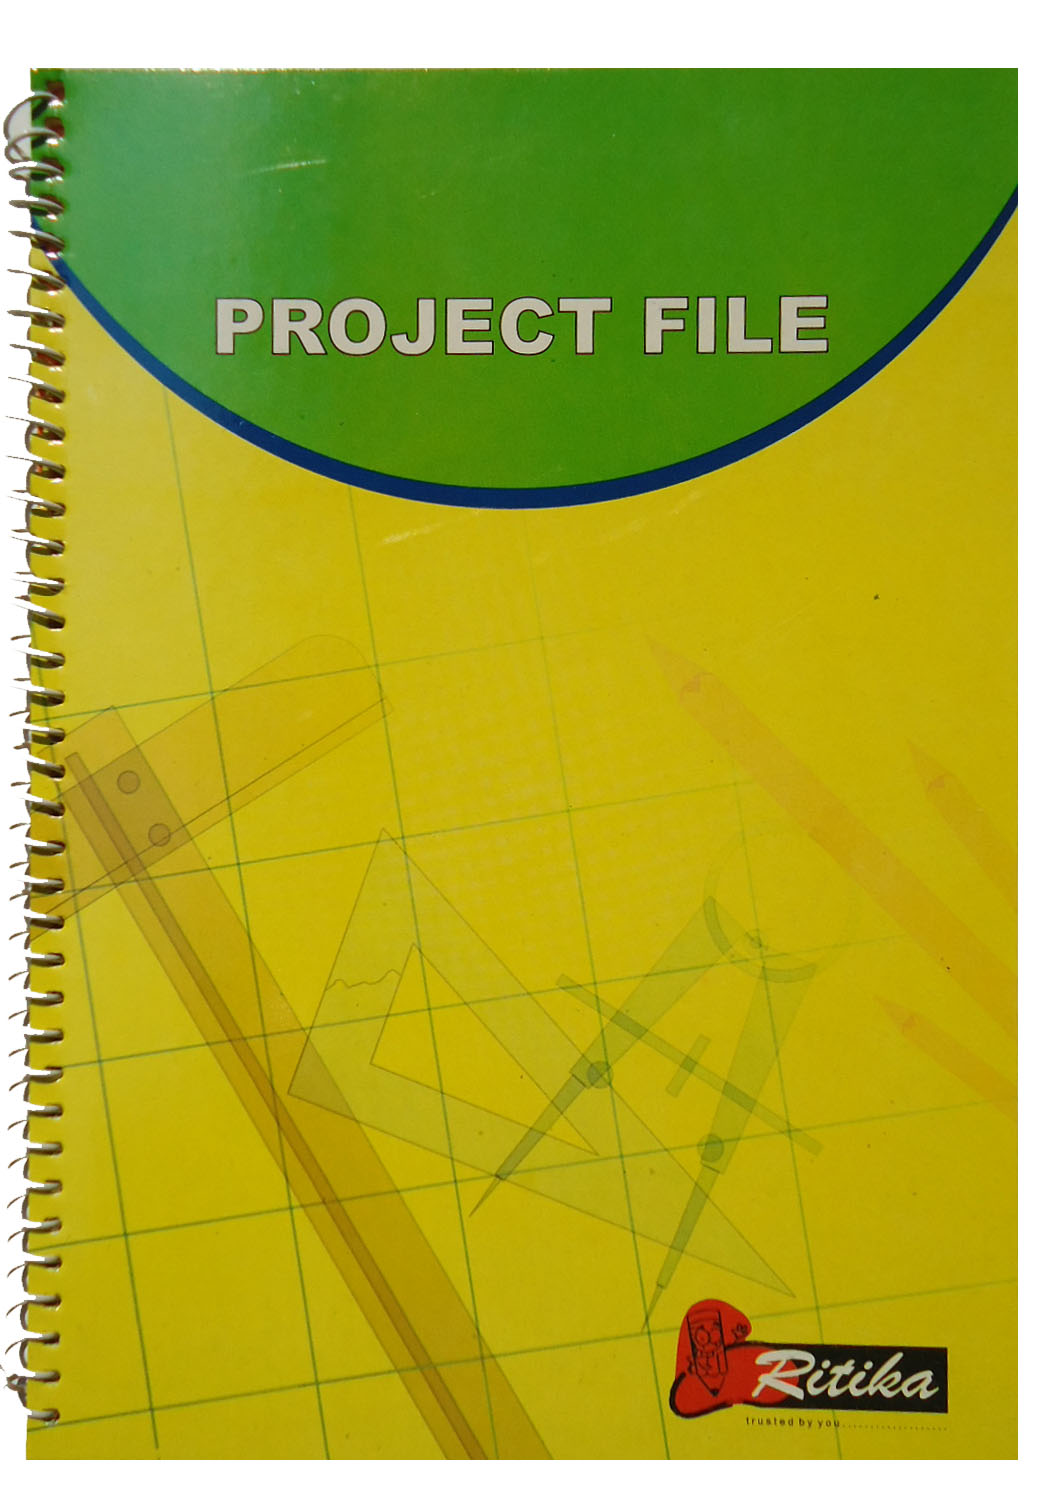 PROJECT FILE
Ritika
trusted by you....................